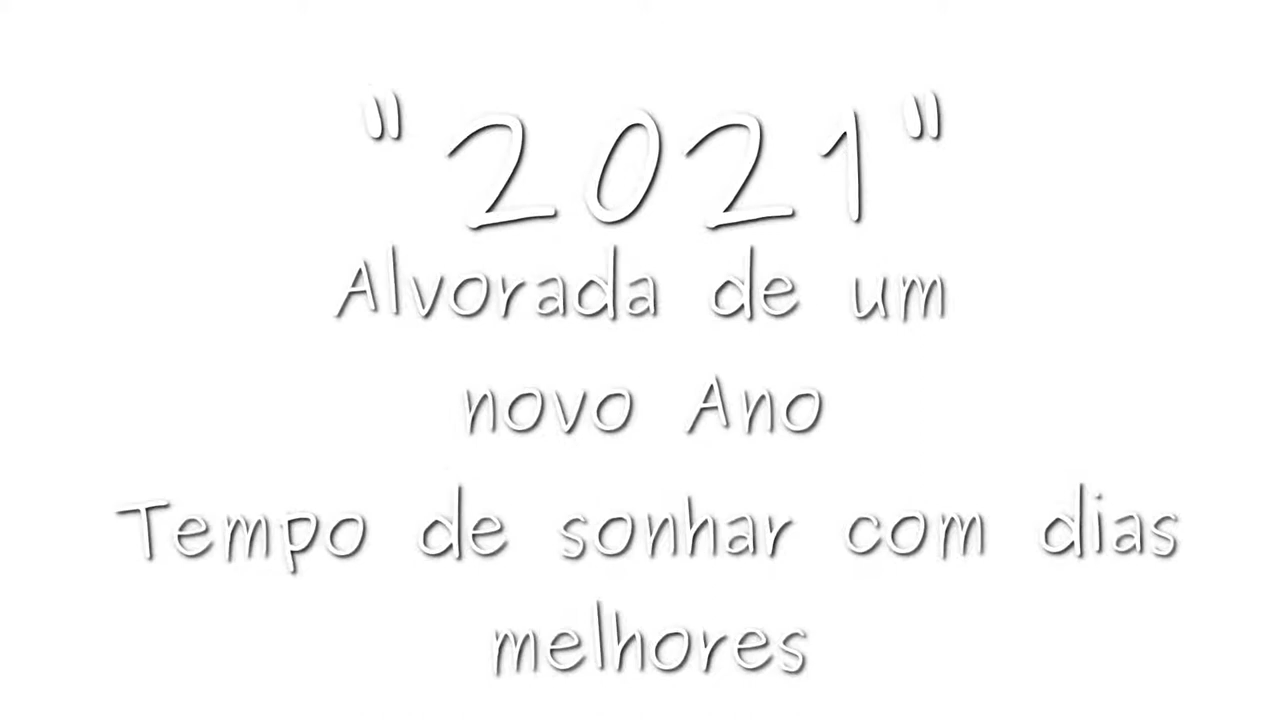 "2021"
Alvorada de um
novo Ano
Tempo de sonhar com dias
melhores